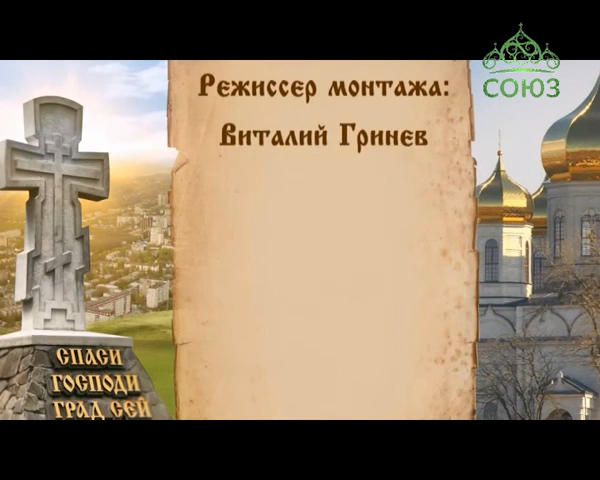 СОЮЗ
Режиссер монтажа:
Виталий Гринев
СПАСИ
ГОСПОДИ
ГРАД СЕЙ